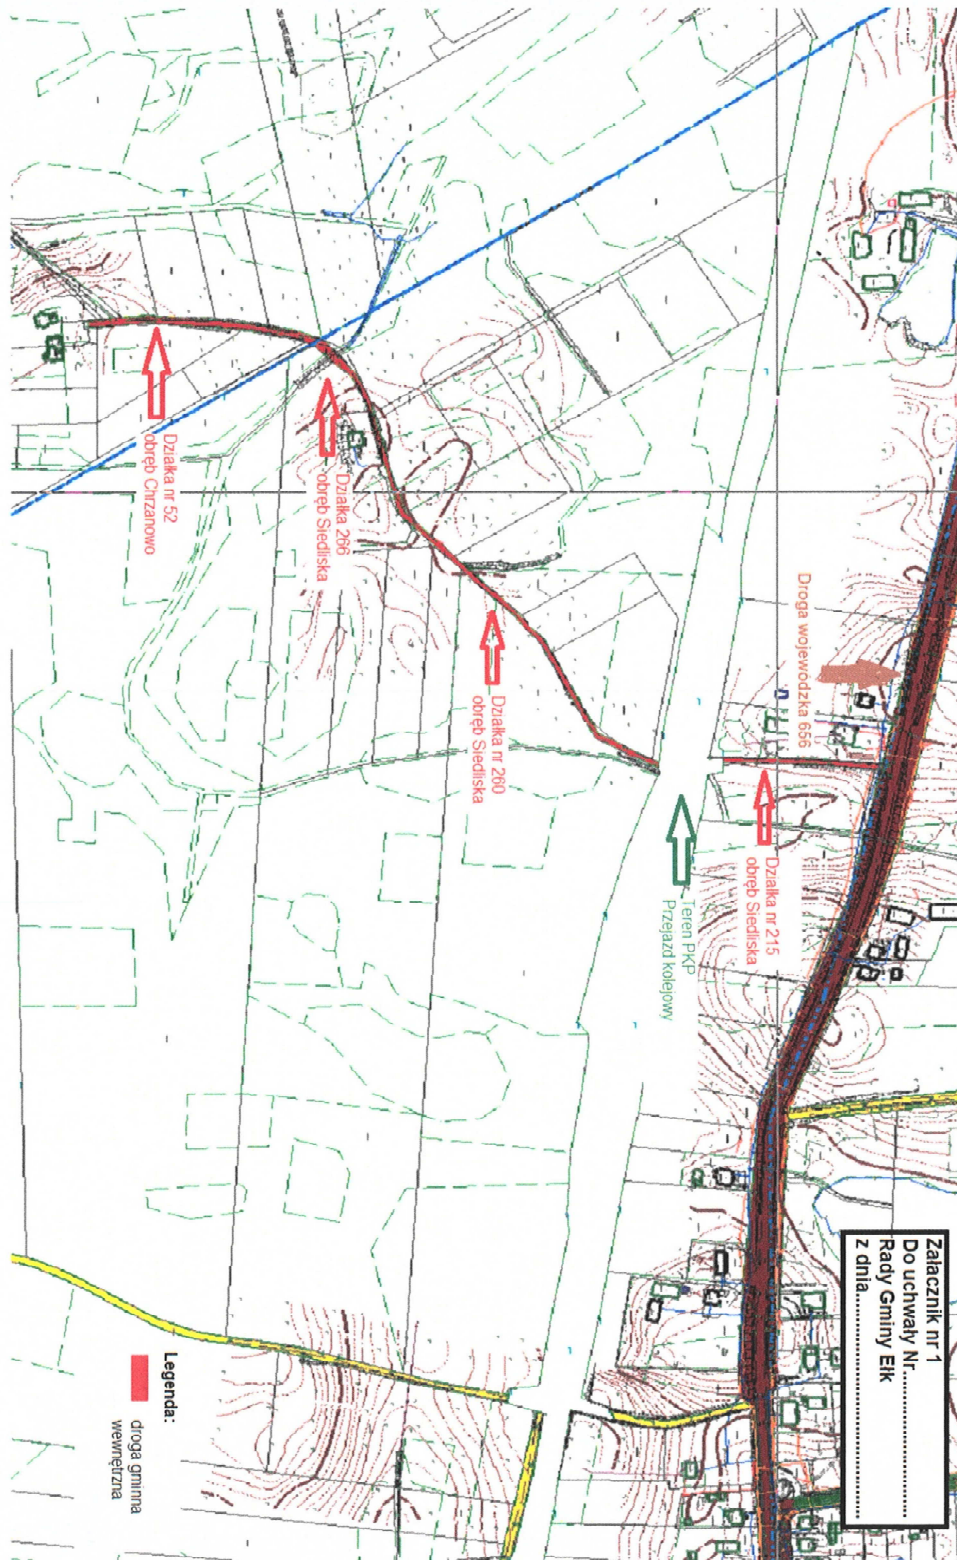 Załacznik nr 1
Do uchwały Nr....................
Rady Gminy Ełk
z dnia................................
Droga wojewódzka 656
Działka nr 215
obręb Siedliska
Teren PKP
Przejazd kolejowy
Działka nr 260
obręb Siedliska
Działka 266
obręb Siedliska
Działka nr 52
obręb Chrzanowo
Legenda:
droga gminna
wewnętrzna